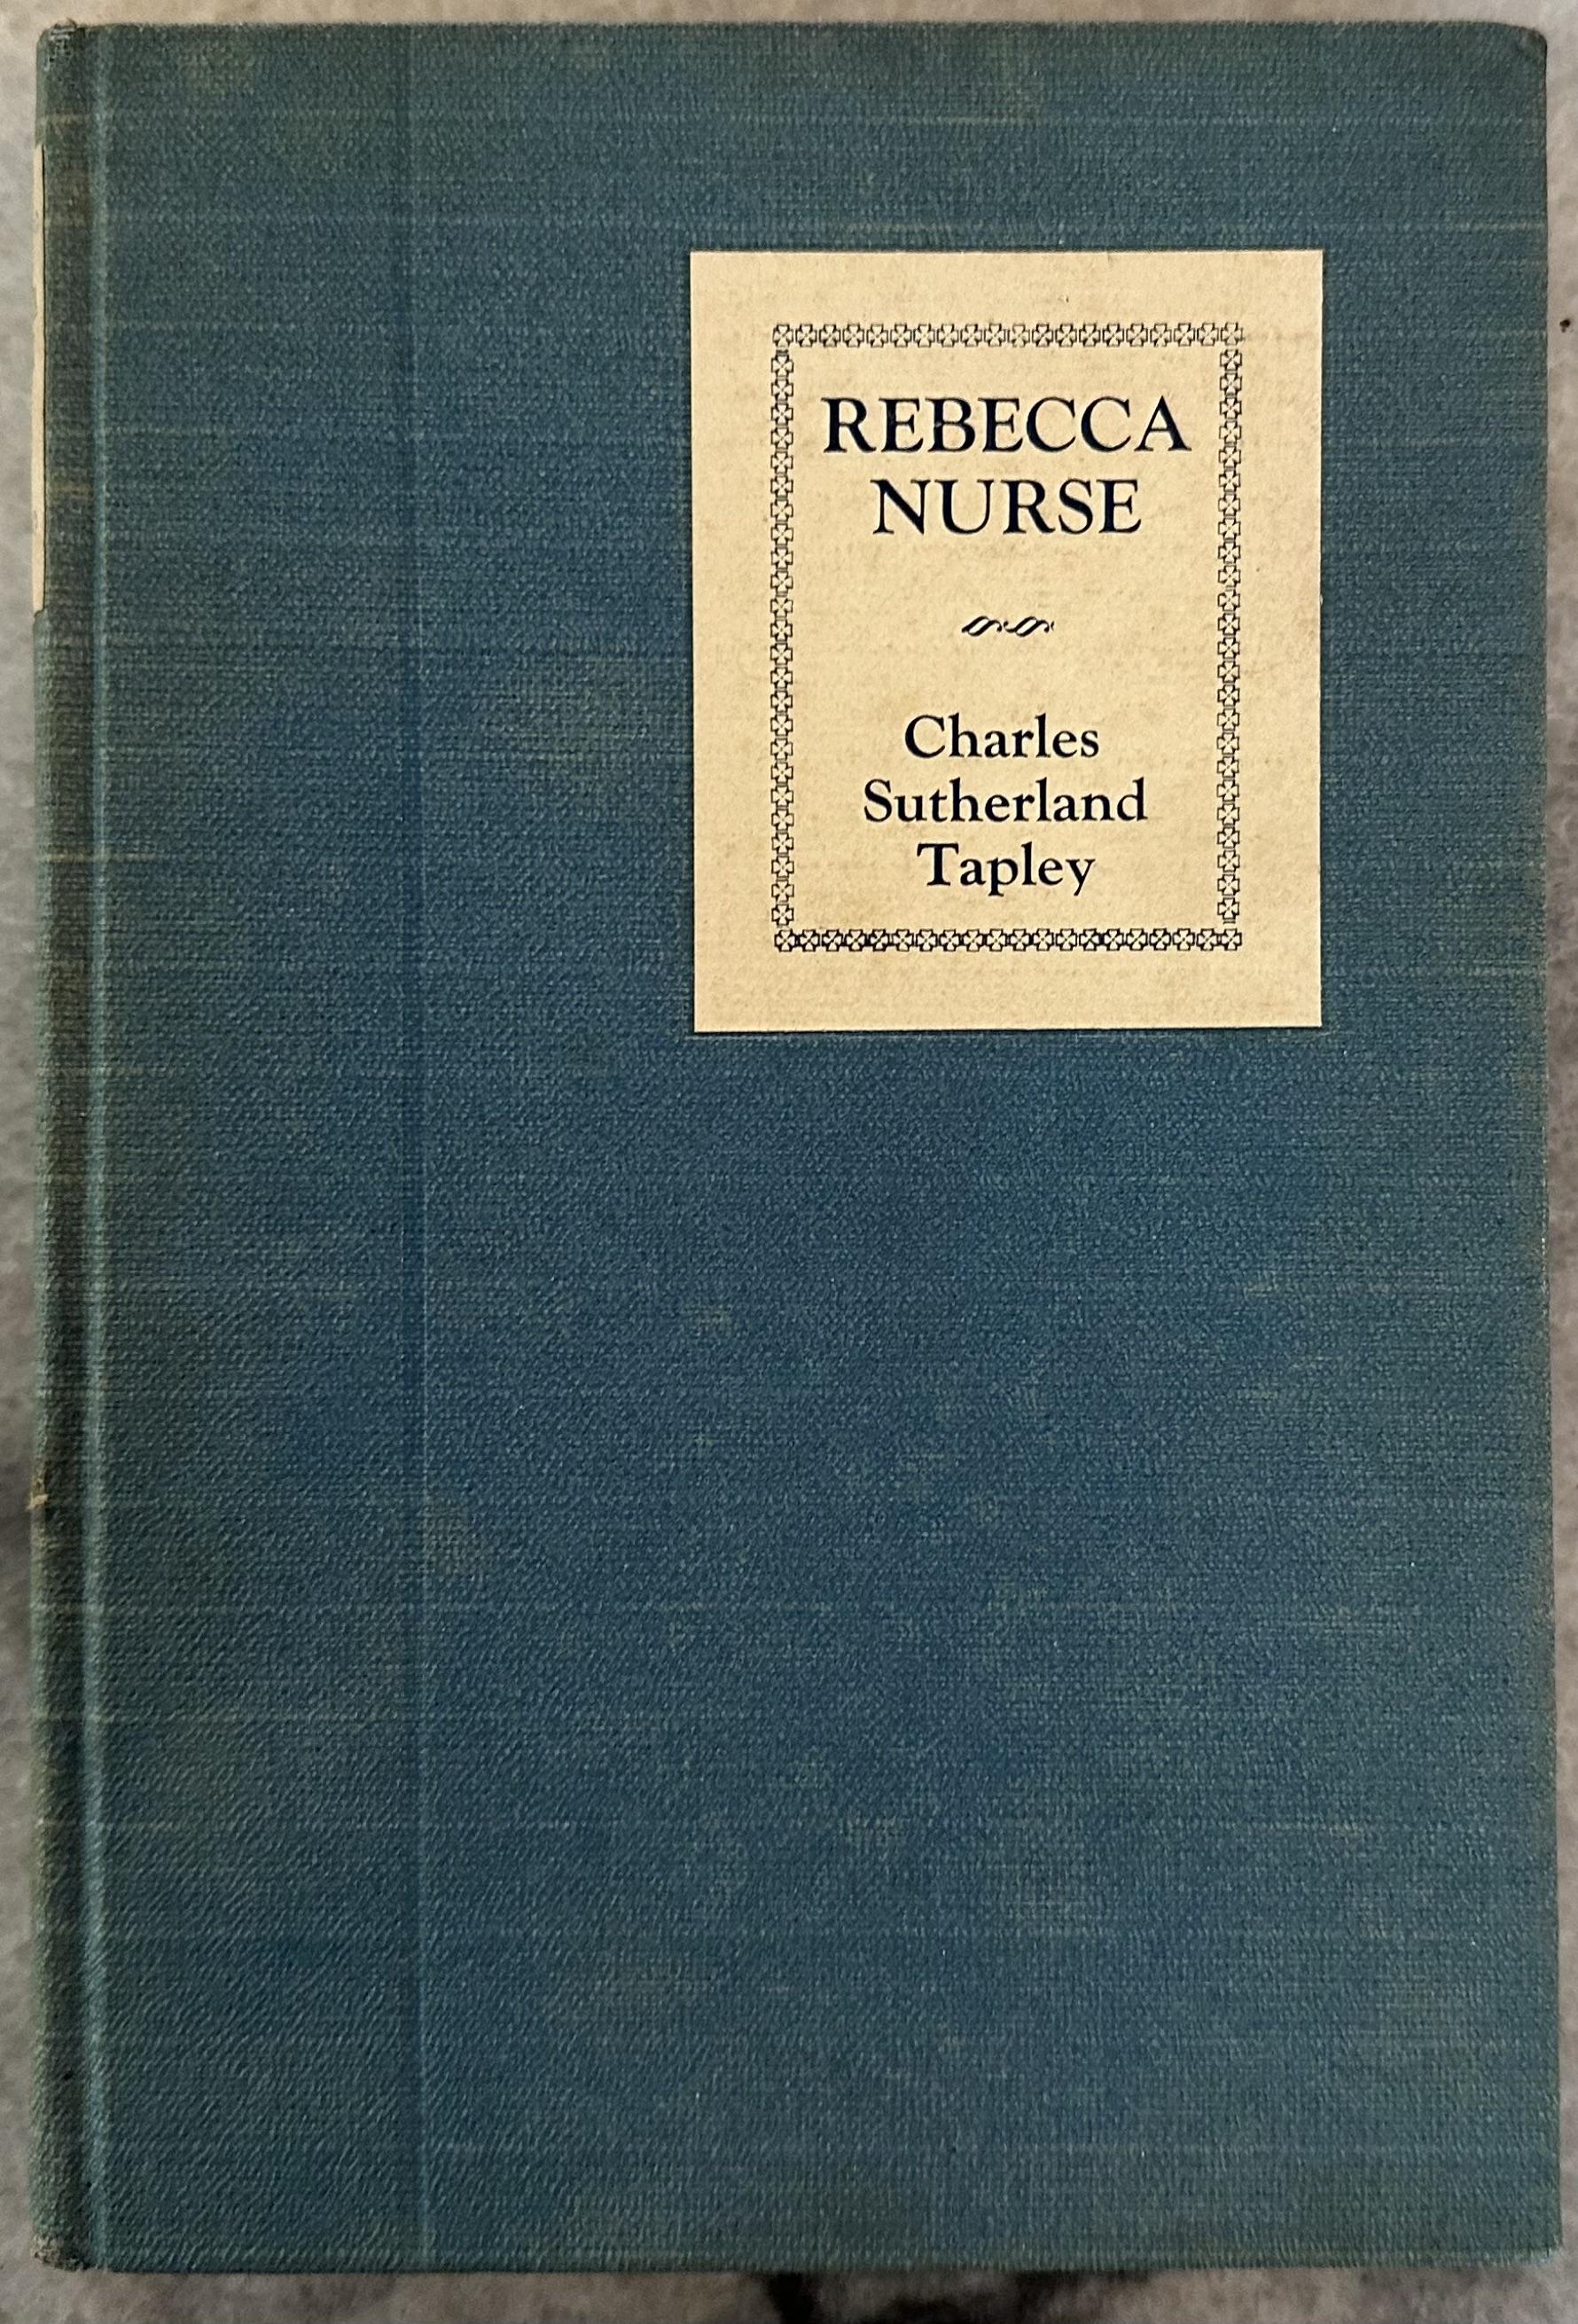 REBECCA
NURSE
Charles
Sutherland
Tapley